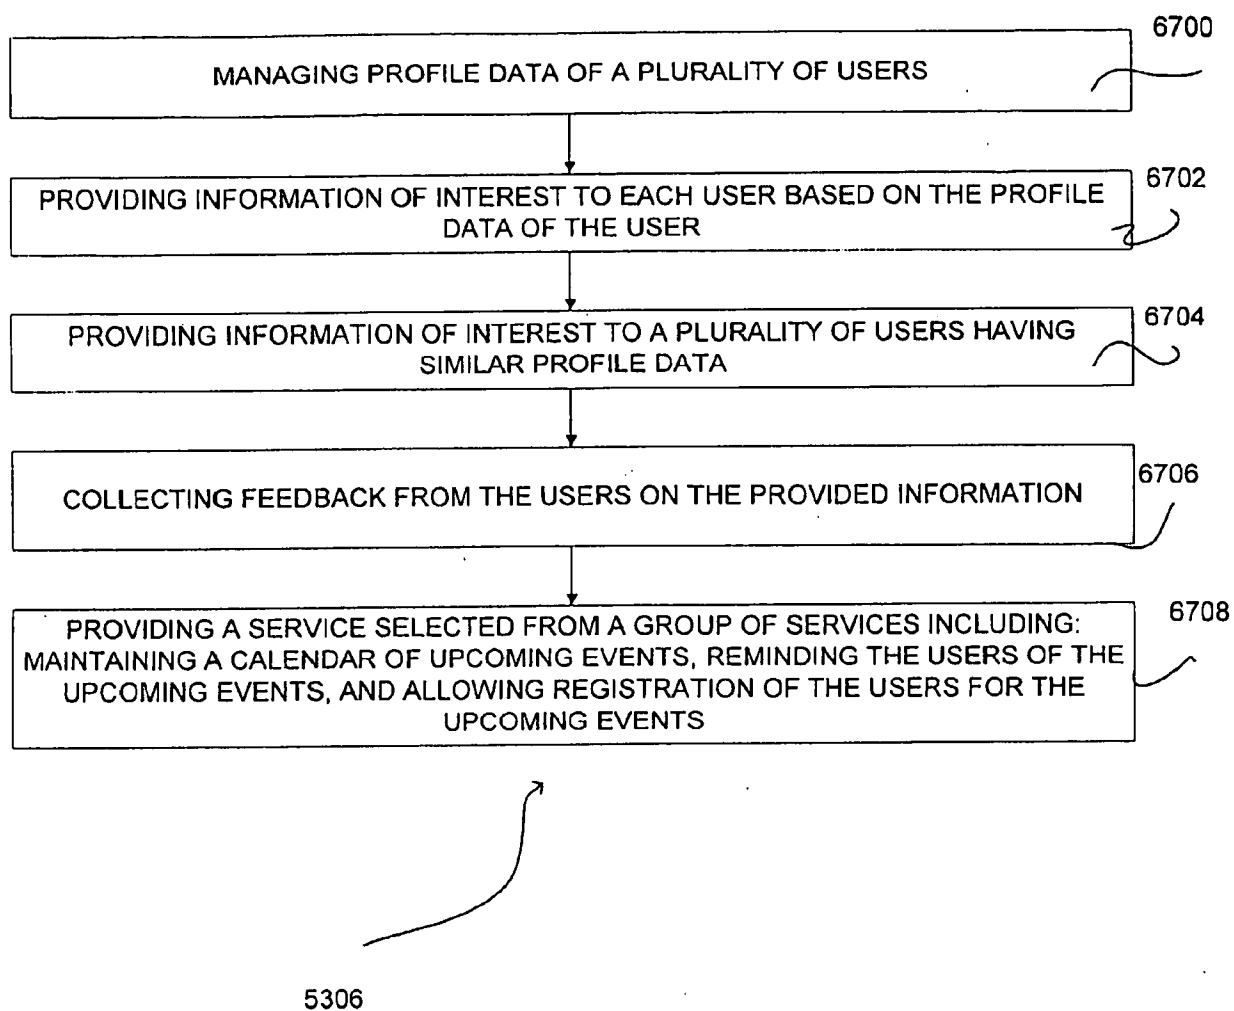 6700
MANAGING PROFILE DATA OF A PLURALITY OF USERS
6702
PROVIDING INFORMATION OF INTEREST TO EACH USER BASED ON THE PROFILE
DATA OF THE USER
6704
PROVIDING INFORMATION OF INTEREST TO A PLURALITY OF USERS HAVING
SIMILAR PROFILE DATA
6706
COLLECTING FEEDBACK FROM THE USERS ON THE PROVIDED INFORMATION
6708
PROVIDING A SERVICE SELECTED FROM A GROUP OF SERVICES INCLUDING:
MAINTAINING A CALENDAR OF UPCOMING EVENTS, REMINDING THE USERS OF THE
UPCOMING EVENTS, AND ALLOWING REGISTRATION OF THE USERS FOR THE
UPCOMING EVENTS
5306